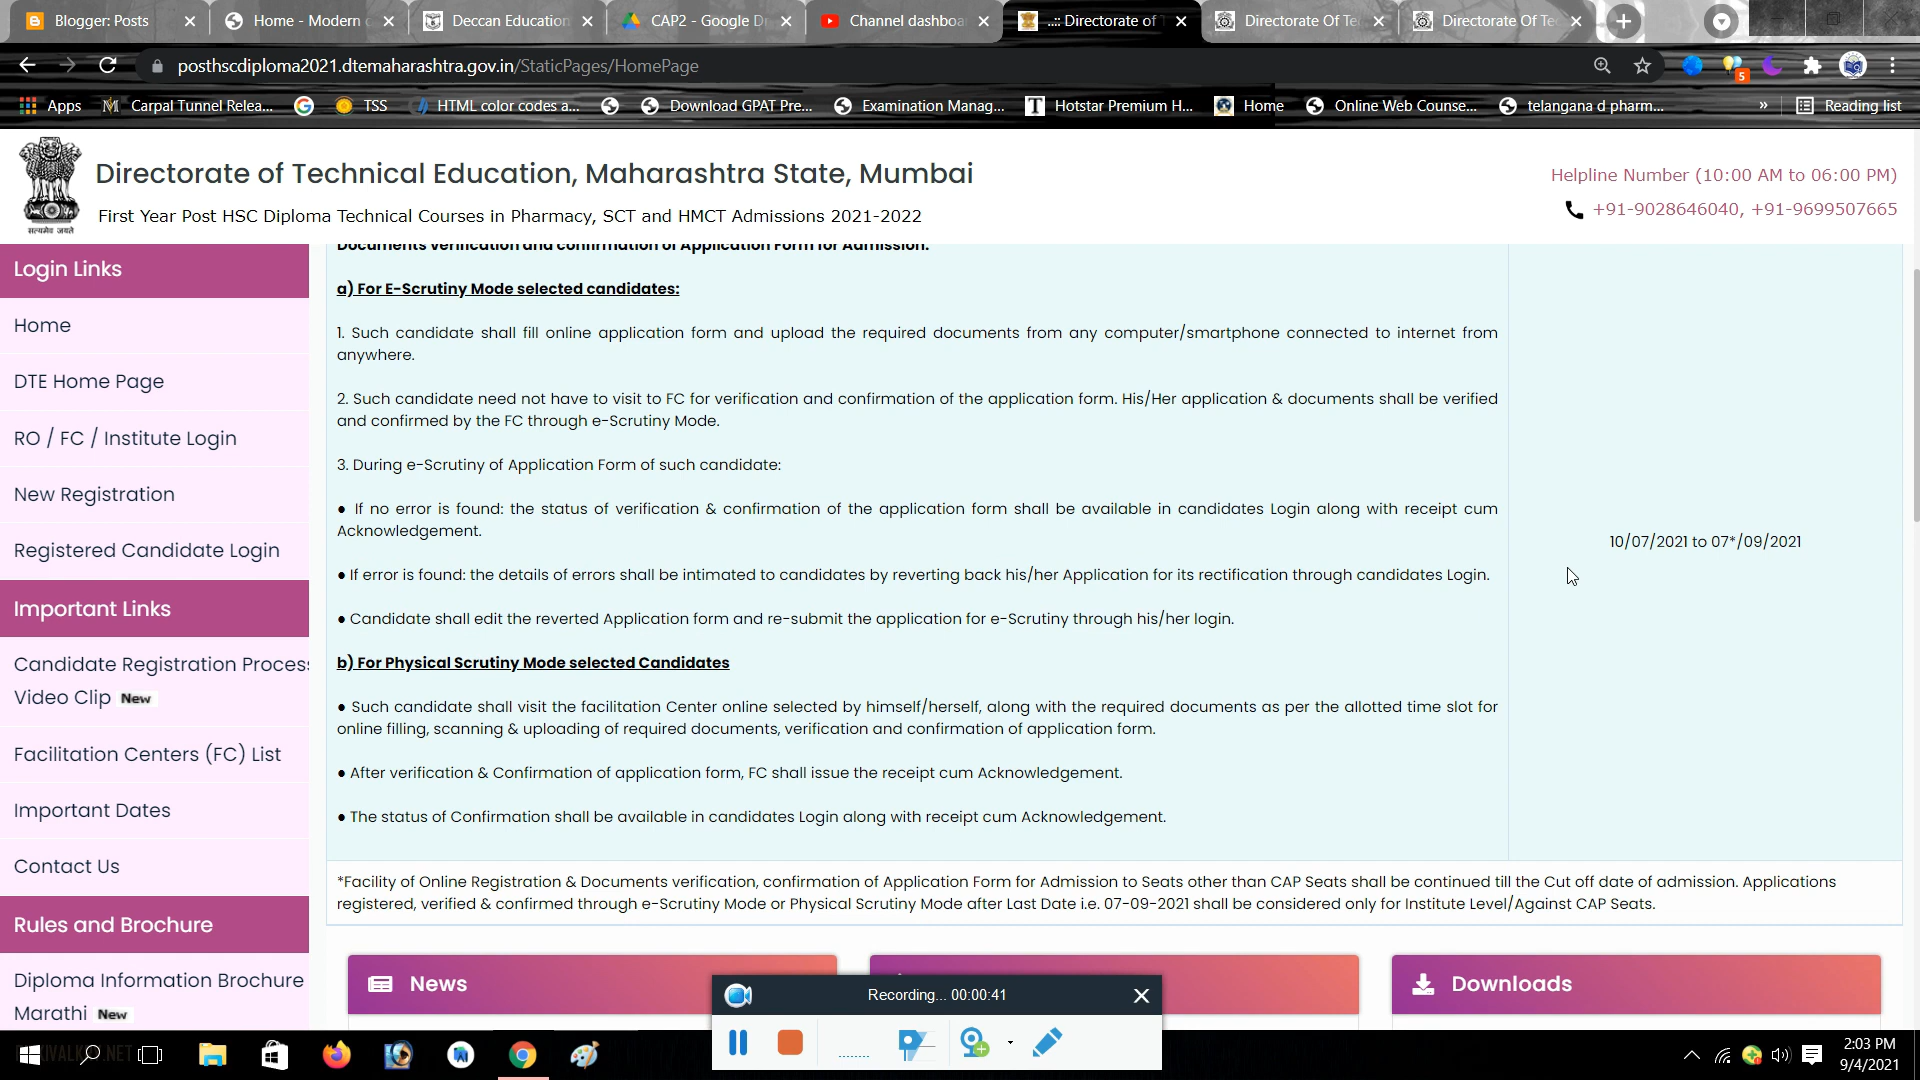 Blogger: Posts
Home - Modern
Deccan Education
CAP2 - Google Dr
Channel dashboa
..:: Directorate of T
Directorate Of Te
Directorate Of Tec
posthscdiploma2021.dtemaharashtra.gov.in/StaticPages/HomePage
5
Apps
Carpal Tunnel Relea...
TSS
HTML color codes a...
Download GPAT Pre...
Examination Manag...
Hotstar Premium H...
Home
Online Web Counse...
telangana d pharm...
»
Reading list
Directorate of Technical Education, Maharashtra State, Mumbai
First Year Post HSC Diploma Technical Courses in Pharmacy, SCT and HMCT Admissions 2021-2022
सत्यमेव जयते
Helpline Number (10:00 AM to 06:00 PM)
+91-9028646040, +91-9699507665
Login Links
Home
DTE Home Page
RO / FC / Institute Login
New Registration
Registered Candidate Login
Important Links
Candidate Registration Process
Video Clip New
Facilitation Centers (FC) List
Important Dates
Contact Us
Rules and Brochure
Diploma Information Brochure
Marathi New
Documents verification and confirmation of Application Form for Admission.
a) For E-Scrutiny Mode selected candidates:
1. Such candidate shall fill online application form and upload the required documents from any computer/smartphone connected to internet from
anywhere.
2. Such candidate need not have to visit to FC for verification and confirmation of the application form. His/Her application & documents shall be verified
and confirmed by the FC through e-Scrutiny Mode.
3. During e-Scrutiny of Application Form of such candidate:
● If no error is found: the status of verification & confirmation of the application form shall be available in candidates Login along with receipt cum
Acknowledgement.
● If error is found: the details of errors shall be intimated to candidates by reverting back his/her Application for its rectification through candidates Login.
● Candidate shall edit the reverted Application form and re-submit the application for e-Scrutiny through his/her login.
b) For Physical Scrutiny Mode selected Candidates
● Such candidate shall visit the facilitation Center online selected by himself/herself, along with the required documents as per the allotted time slot for
online filling, scanning & uploading of required documents, verification and confirmation of application form.
● After verification & Confirmation of application form, FC shall issue the receipt cum Acknowledgement.
● The status of Confirmation shall be available in candidates Login along with receipt cum Acknowledgement.
10/07/2021 to 07*/09/2021
*Facility of Online Registration & Documents verification, confirmation of Application Form for Admission to Seats other than CAP Seats shall be continued till the Cut off date of admission. Applications
registered, verified & confirmed through e-Scrutiny Mode or Physical Scrutiny Mode after Last Date i.e. 07-09-2021 shall be considered only for Institute Level/Against CAP Seats.
News
Downloads
Recording... 00:00:41
2:03 PM
9/4/2021